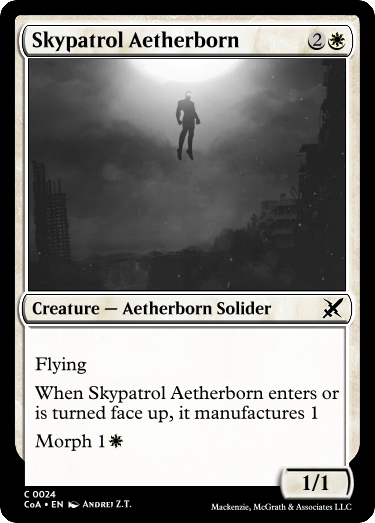 Skypatrol Aetherborn 2
Creature — Aetherborn Solider
Flying
When Skypatrol Aetherborn enters or
is turned face up, it manufactures 1
Morph 1
1/1
C 0024
CoA • EN Andrej Z.T.
Mackenzie, McGrath & Associates LLC